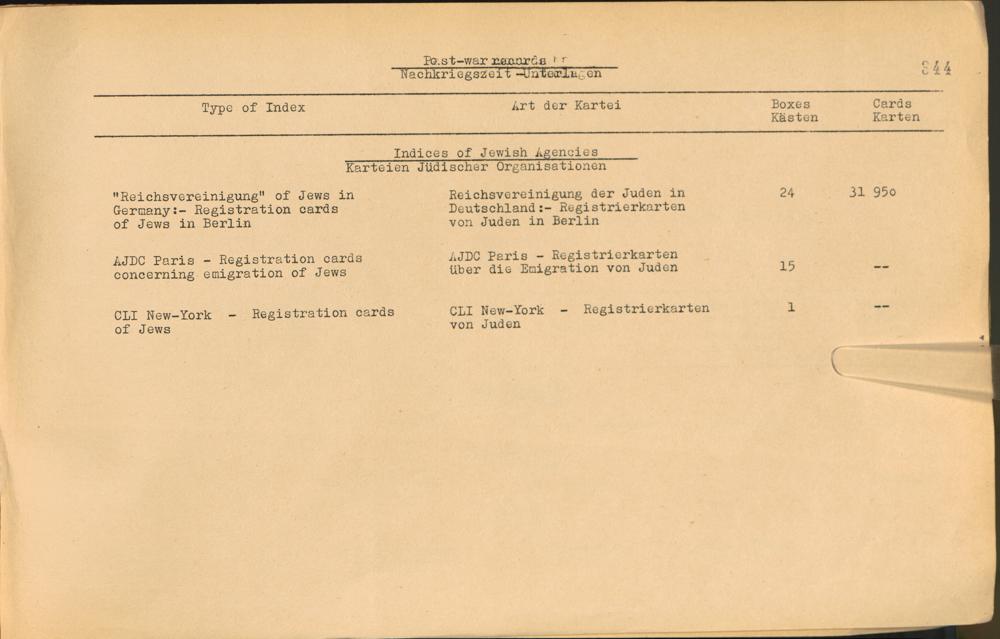 Post-war records
Nachkriegszeit-Unterlagen
344
Type of Index Art der Kartei Boxes Cards
Kästen Karten
Indices of Jewish Agencies
Karteien Jüdischer Organisationen
"Reichsvereinigung" of Jews in Reichsvereinigung der Juden in 24 31 950
Germany:- Registration cards Deutschland:- Registrierkarten
of Jews in Berlin von Juden in Berlin
AJDC Paris - Registration cards AJDC Paris - Registrierkarten
concerning emigration of Jews über die Emigration von Juden 15 --
CLI New-York - Registration cards CLI New-York - Registrierkarten 1 --
of Jews von Juden